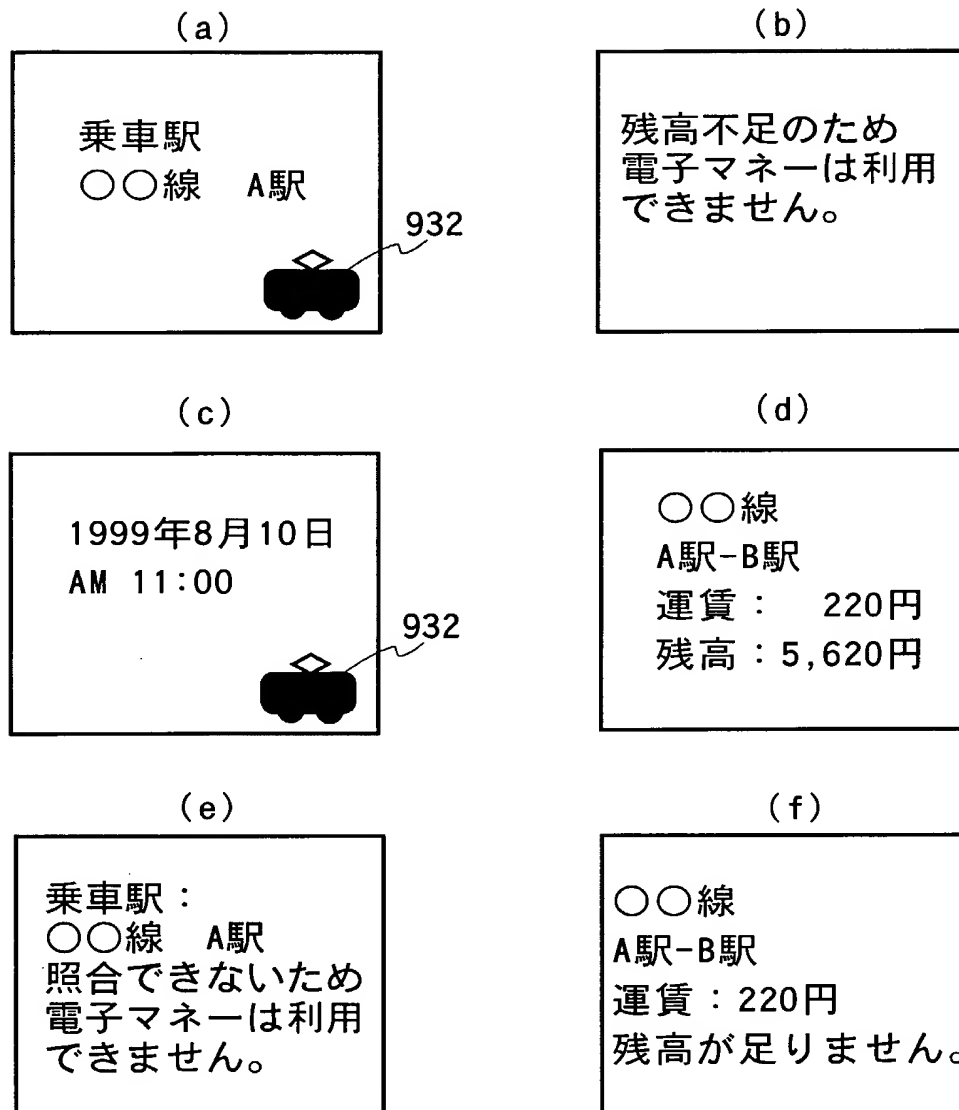 (a)
乗車駅
○○線　A駅
932
(b)
残高不足のため
電子マネーは利用
できません。
(c)
1999年8月10日
AM 11:00
932
(d)
○○線
A駅-B駅
運賃：　220円
残高：5,620円
(e)
乗車駅：
○○線　A駅
照合できないため
電子マネーは利用
できません。
(f)
○○線
A駅-B駅
運賃：220円
残高が足りません。